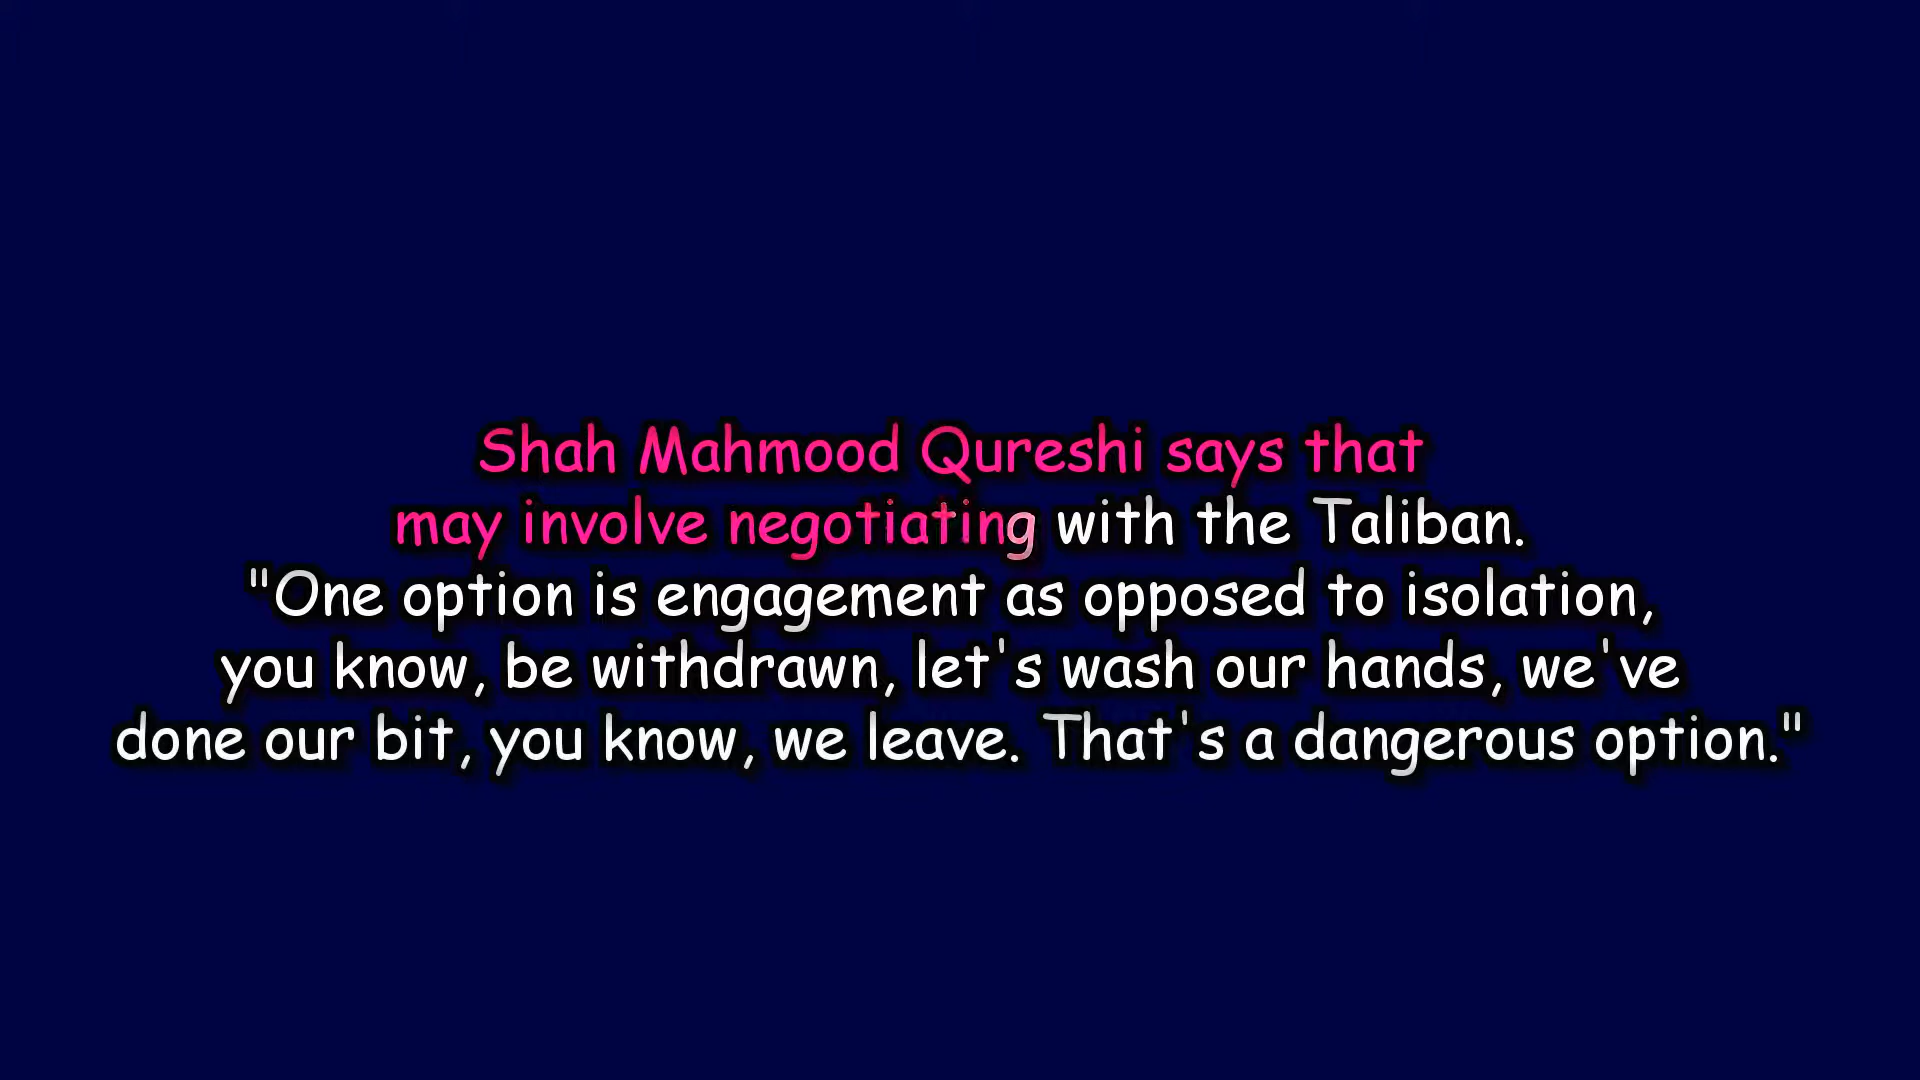 Shah Mahmood Qureshi says that
may involve negotiating with the Taliban.
"One option is engagement as opposed to isolation,
you know, be withdrawn, let's wash our hands, we've
done our bit, you know, we leave. That's a dangerous option."